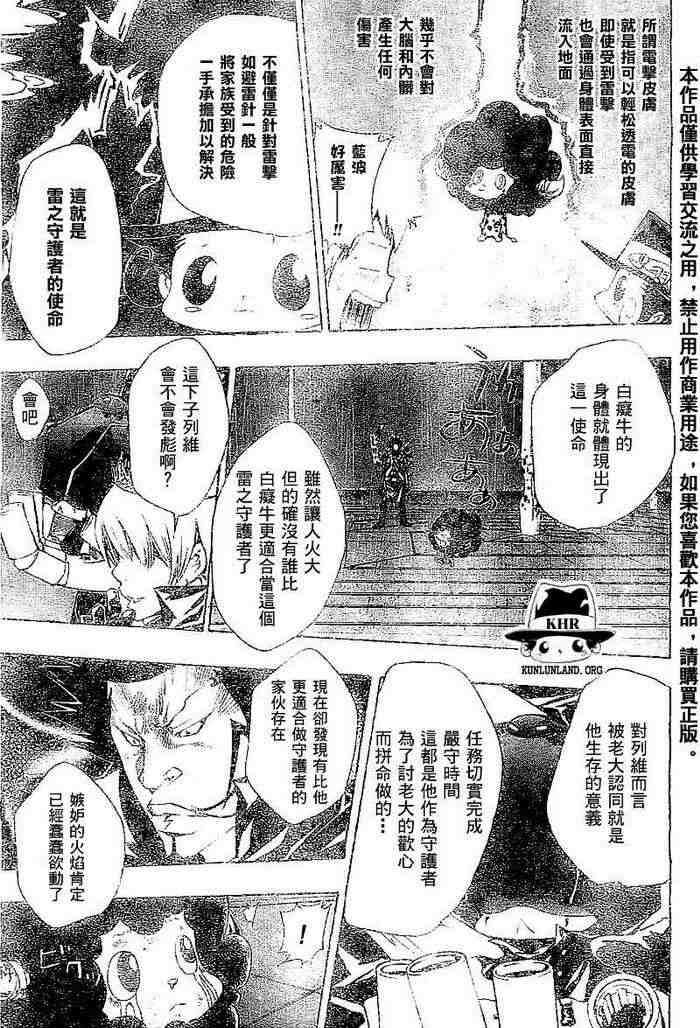 所謂電擊皮膚
就是指可以輕松透電的皮膚
即使受到雷擊
也會通過身體表面直接
流入地面
幾乎不會對
大腦和內臟
產生任何
傷害
藍波
好厲害——!!
不僅僅是針對雷擊
如避雷針一般
將家族受到的危險
一手承擔加以解決
這就是
雷之守護者的使命
白癡牛的
身體就體現出了
這一使命
雖然讓人火大
但的確沒有誰比
白癡牛更適合當這個
雷之守護者了
這下子列維
會不會發彪啊?
會吧
KHR
KUNLUNLAND.ORG
對列維而言
被老大認同就是
他生存的意義
任務切實完成
嚴守時間
這都是他作為守護者
為了討老大的歡心
而拼命做的…
現在卻發現有比他
更適合做守護者的
家伙存在
嫉妒的火焰肯定
已經蠢蠢欲動了
!
ビクッ
本作品僅供學習交流之用，禁止用作商業用途，如果您喜歡本作品，請購買正版。